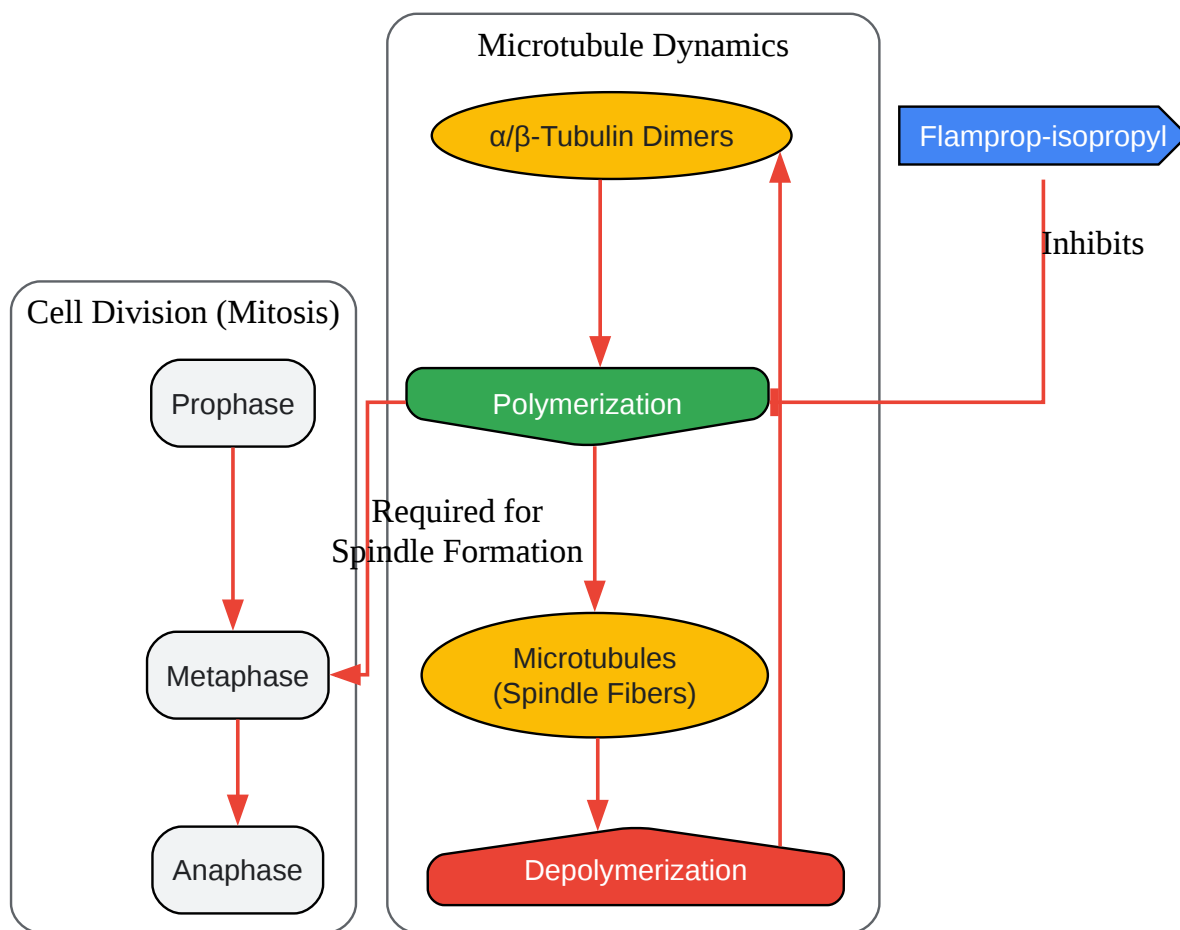 Microtubule Dynamics
α/β-Tubulin Dimers
Flamprop-isopropyl
Inhibits
Cell Division (Mitosis)
Prophase
Polymerization
Required for
Spindle Formation
Metaphase
Microtubules
(Spindle Fibers)
Anaphase
Depolymerization